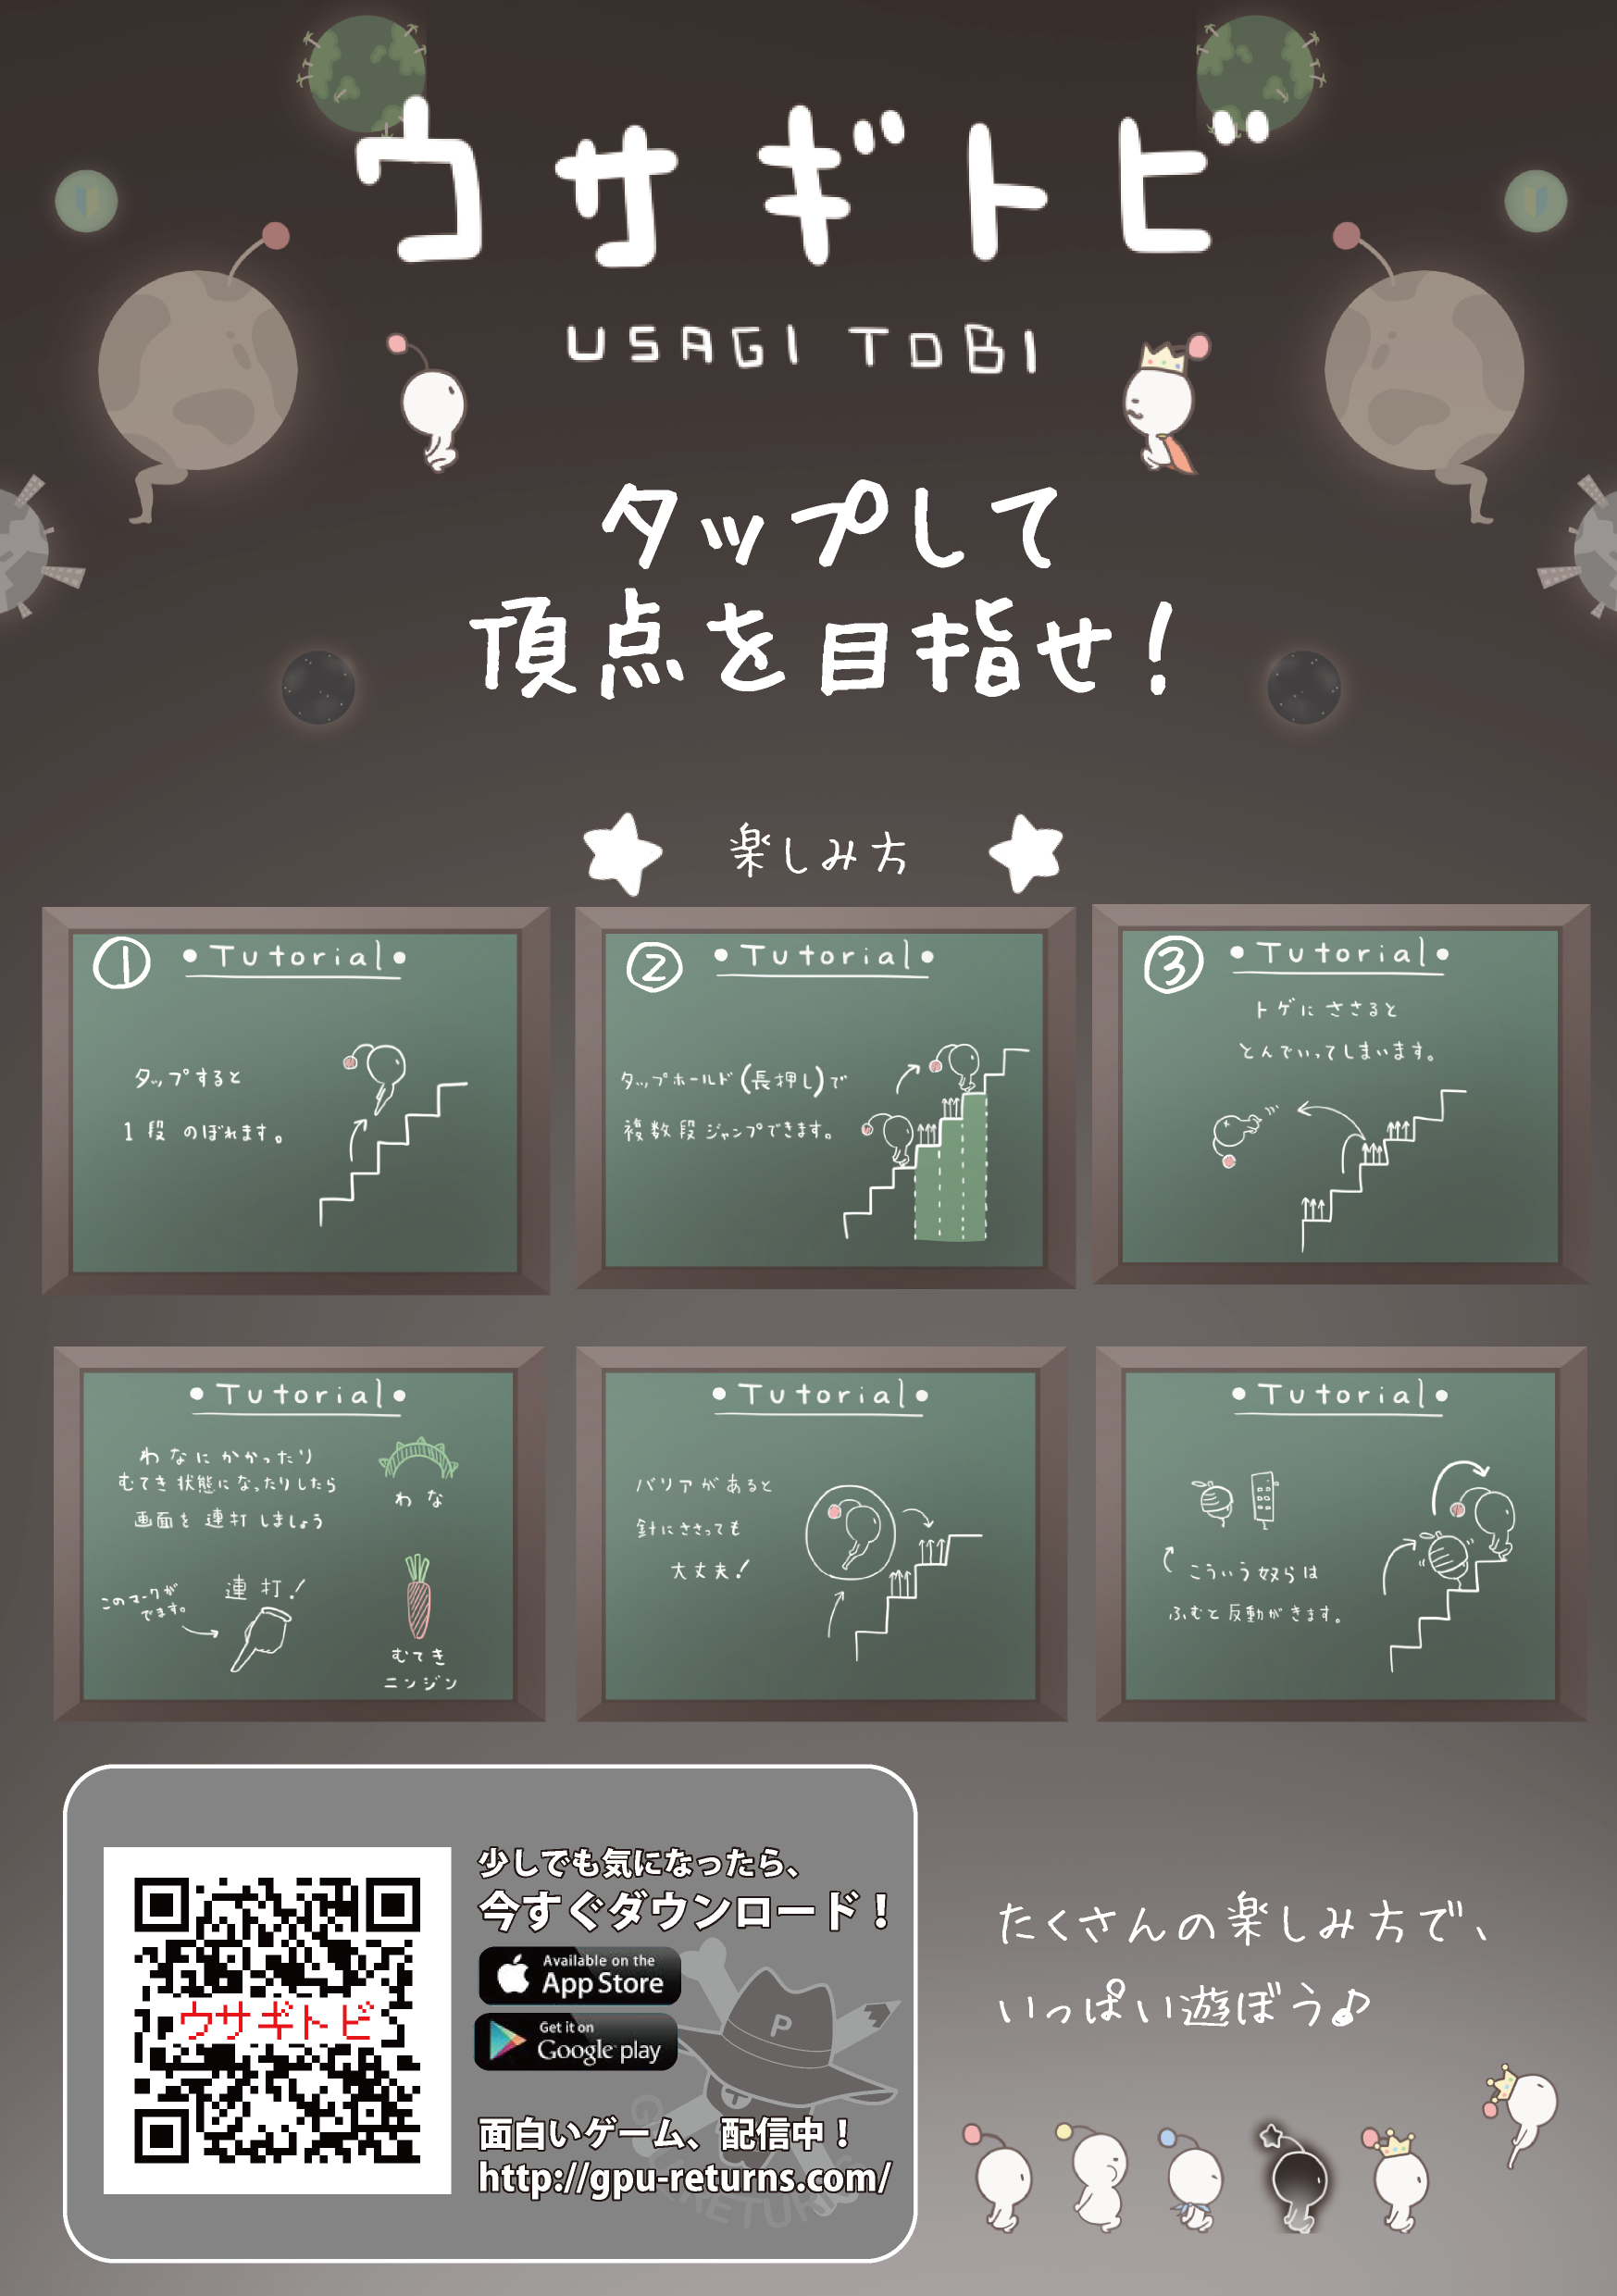 ウサギトビ
USAGI TOBI
タップして
頂点を目指せ！
楽しみ方
① •Tutorial•
タップすると
1段 のぼれます。
② •Tutorial•
タップホールド(長押し)で
複数段ジャンプできます。
③ •Tutorial•
トゲにささると
とんでいってしまいます。
•Tutorial•
わなにかかったり
むてき状態になったりしたら
画面を連打しましょう
わな
このマークが
でます。
連打！
むてき
ニンジン
•Tutorial•
バリアがあると
針にささっても
大丈夫！
•Tutorial•
こういう奴らは
ふむと反動がきます。
ウサギトビ
少しでも気になったら、
今すぐダウンロード！
Available on the
App Store
Get it on
Google play
P
面白いゲーム、配信中！
http://gpu-returns.com/
たくさんの楽しみ方で、
いっぱい遊ぼう♪